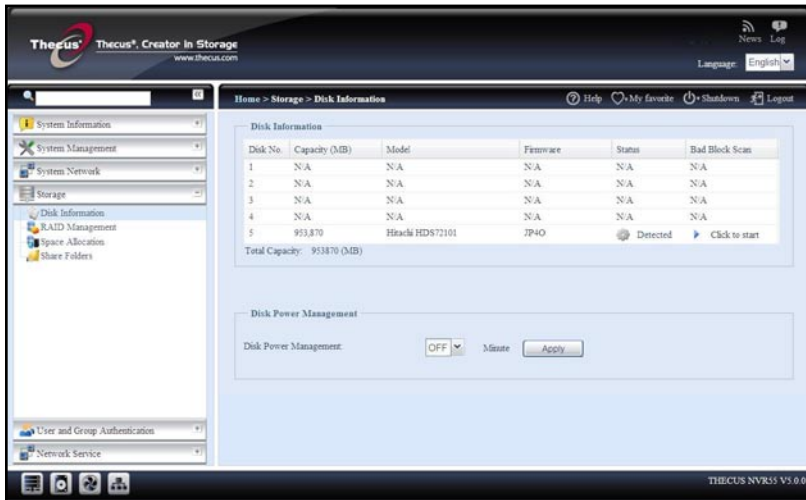 Thecus® Thecus®, Creator in Storage
www.thecus.com
News Log
Language: English
Home > Storage > Disk Information
Help My favorite Shutdown Logout
System Information
System Management
System Network
Storage
Disk Information
RAID Management
Space Allocation
Share Folders
User and Group Authentication
Network Service
Disk Information
Disk No. Capacity (MB) Model Firmware Status Bad Block Scan
1 N/A N/A N/A N/A N/A
2 N/A N/A N/A N/A N/A
3 N/A N/A N/A N/A N/A
4 N/A N/A N/A N/A N/A
5 953,870 Hitachi HDS72101 JP4O Detected Click to start
Total Capacity: 953870 (MB)
Disk Power Management
Disk Power Management: OFF Minute Apply
THECUS NVR55 V5.0.0